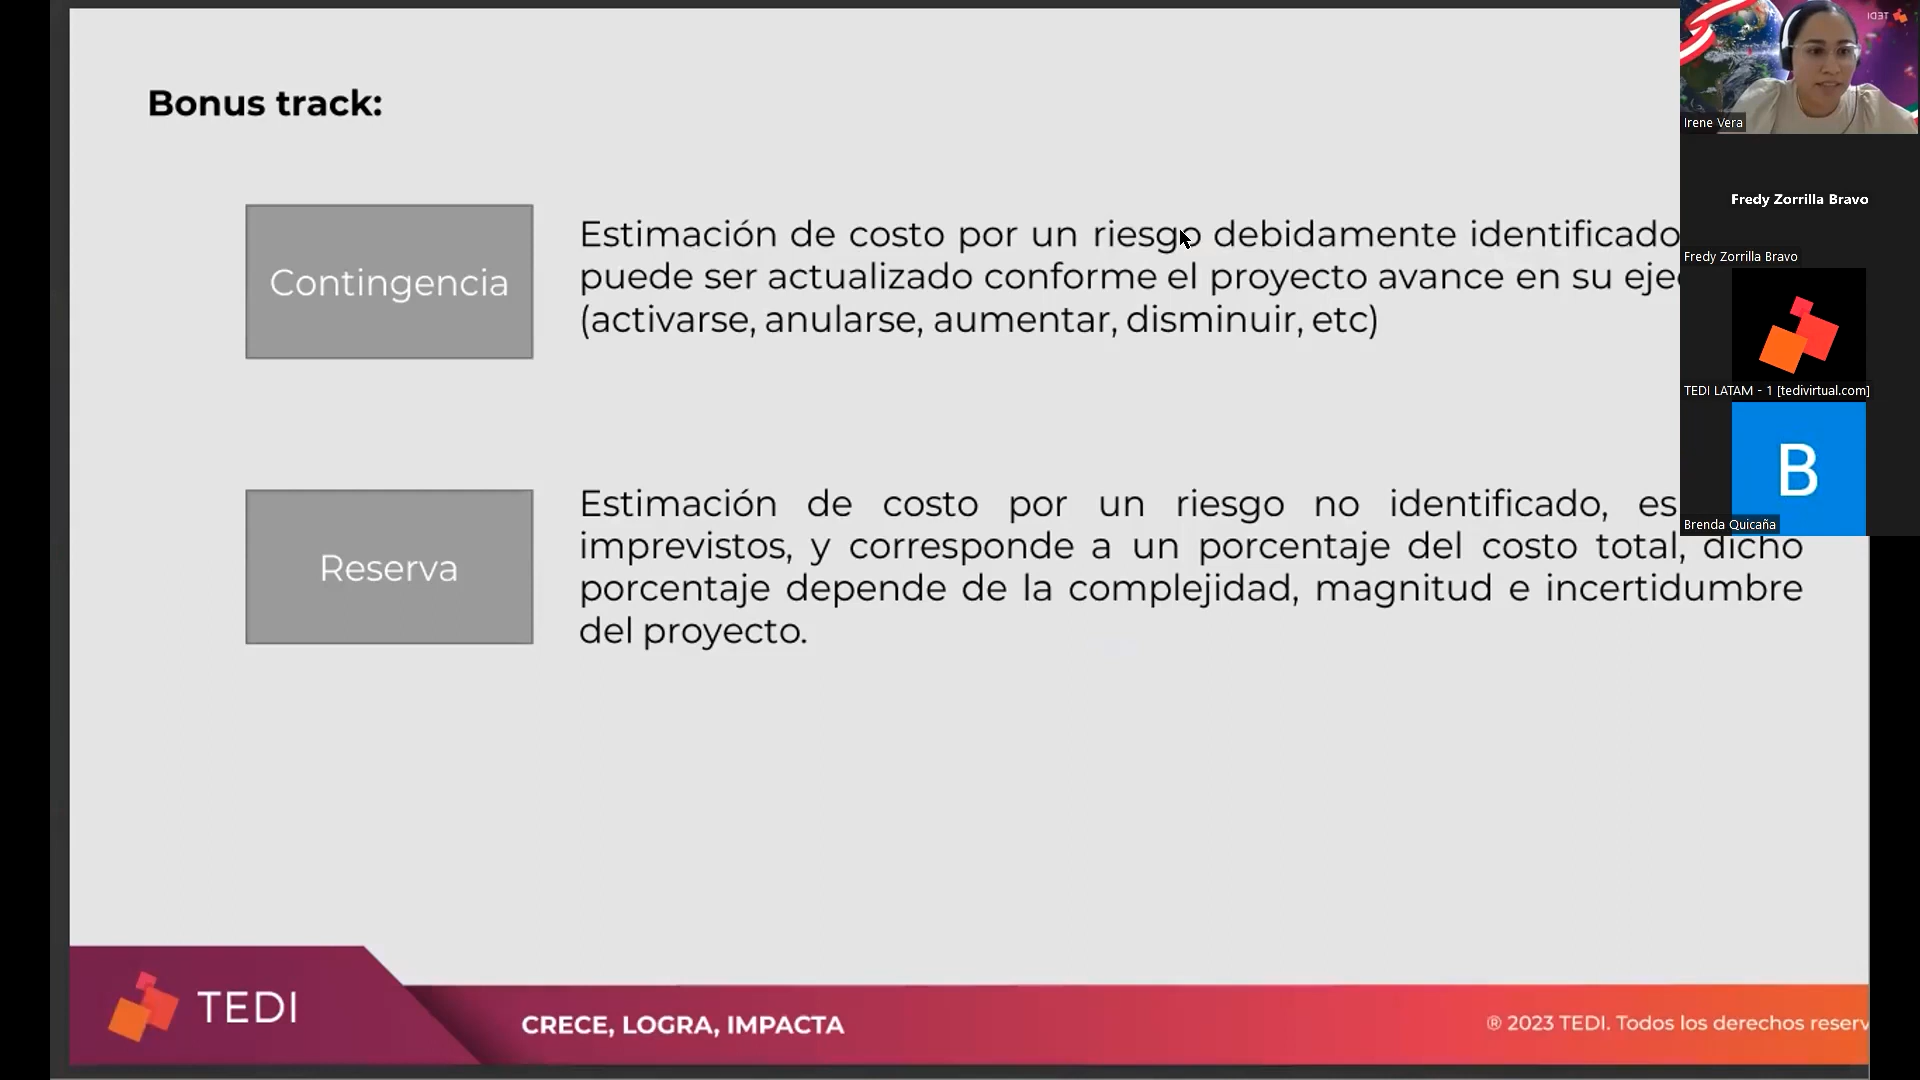 Bonus track:
Contingencia
Estimación de costo por un riesgo debidamente identificado
puede ser actualizado conforme el proyecto avance en su
(activarse, anularse, aumentar, disminuir, etc)
Reserva
Estimación de costo por un riesgo no identificado, es
imprevistos, y corresponde a un porcentaje del costo total, dicho
porcentaje depende de la complejidad, magnitud e incertidumbre
del proyecto.
TEDI
CRECE, LOGRA, IMPACTA
® 2023 TEDI. Todos los derechos
TEDI
Irene Vera
Fredy Zorrilla Bravo
Fredy Zorrilla Bravo
TEDI LATAM - 1 [tedivirtual.com]
B
Brenda Quicaña